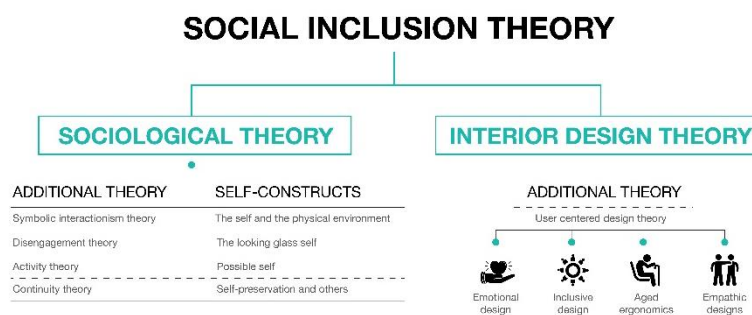 SOCIAL INCLUSION THEORY
SOCIOLOGICAL THEORY
ADDITIONAL THEORY
SELF-CONSTRUCTS
Symbolic interactionism theory
The self and the physical environment
Disengagement theory
The looking glass self
Activity theory
Possible self
Continuity theory
Self-preservation and others
INTERIOR DESIGN THEORY
ADDITIONAL THEORY
User centered design theory
Emotional
design
Inclusive
design
Aged
ergonomics
Empathic
designs